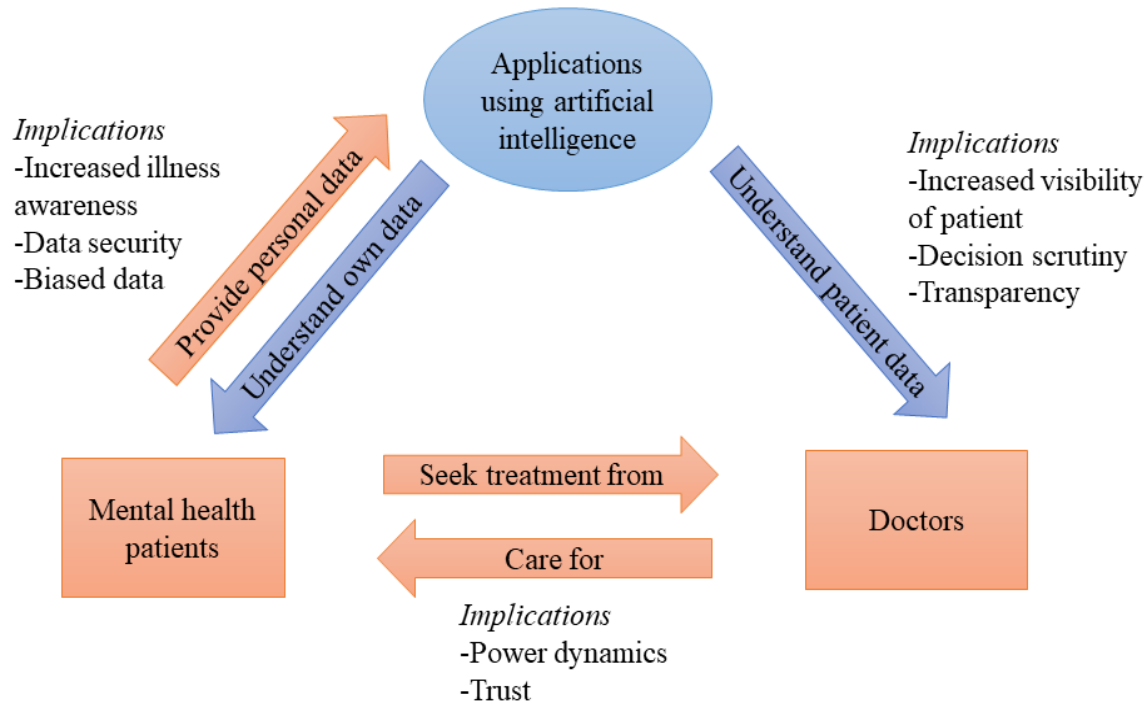 Applications
using artificial
intelligence
Implications
-Increased illness
awareness
-Data security
-Biased data
Provide personal data
Understand own data
Understand patient data
Implications
-Increased visibility
of patient
-Decision scrutiny
-Transparency
Mental health
patients
Seek treatment from
Care for
Doctors
Implications
-Power dynamics
-Trust